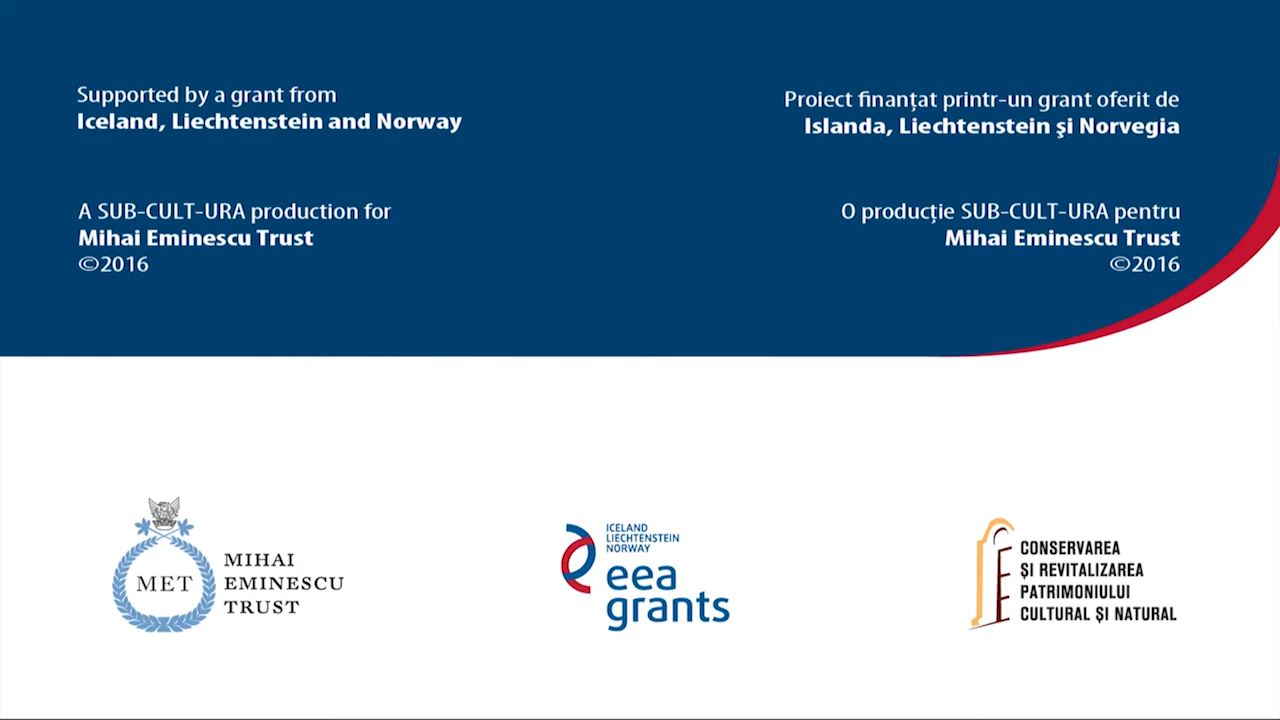 Supported by a grant from
Iceland, Liechtenstein and Norway
A SUB-CULT-URA production for
Mihai Eminescu Trust
©2016
Proiect finanțat printr-un grant oferit de
Islanda, Liechtenstein şi Norvegia
O producție SUB-CULT-URA pentru
Mihai Eminescu Trust
©2016
MET
MIHAI
EMINESCU
TRUST
ICELAND
LIECHTENSTEIN
NORWAY
eea
grants
CONSERVAREA
ȘI REVITALIZAREA
PATRIMONIULUI
CULTURAL ȘI NATURAL